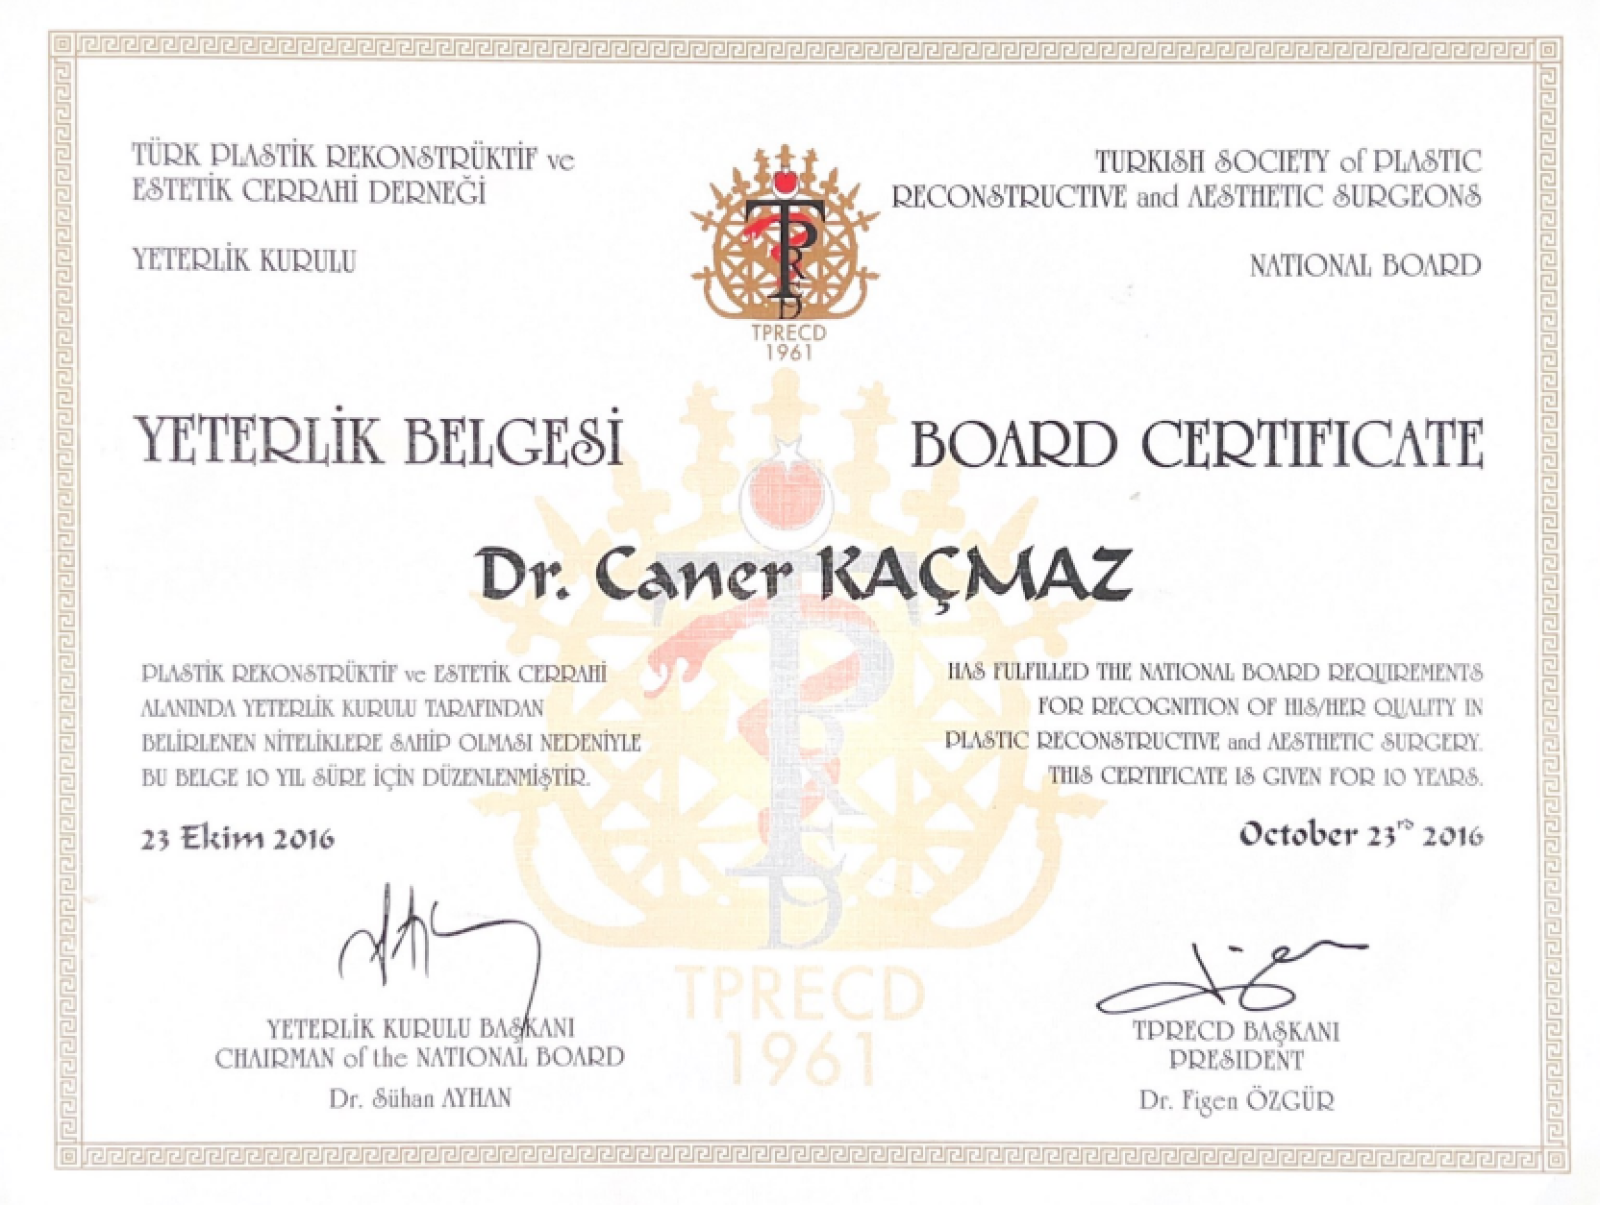 TÜRK PLASTİK REKONSTRÜKTİF ve
ESTETİK CERRAHİ DERNEĞİ
YETERLİK KURULU
TPRECD
1961
TURKISH SOCIETY of PLASTIC
RECONSTRUCTIVE and AESTHETIC SURGEONS
NATIONAL BOARD
YETERLİK BELGESİ
BOARD CERTIFICATE
Dr. Caner KAÇMAZ
PLASTİK REKONSTRÜKTİF ve ESTETİK CERRAHİ
ALANINDA YETERLİK KURULU TARAFINDAN
BELİRLENEN NİTELİKLERE SAHİP OLMASI NEDENİYLE
BU BELGE 10 YIL SÜRE İÇİN DÜZENLENMİŞTİR.
23 Ekim 2016
HAS FULFILLED THE NATIONAL BOARD REQUIREMENTS
FOR RECOGNITION OF HIS/HER QUALITY IN
PLASTIC RECONSTRUCTIVE and AESTHETIC SURGERY.
THIS CERTIFICATE IS GIVEN FOR 10 YEARS.
October 23rd 2016
TPRECD
1961
YETERLİK KURULU BAŞKANI
CHAIRMAN of the NATIONAL BOARD
Dr. Sühan AYHAN
TPRECD BAŞKANI
PRESIDENT
Dr. Figen ÖZGÜR